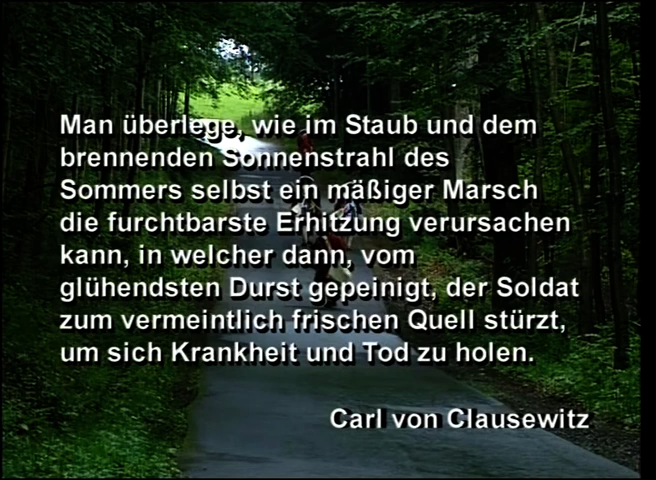 Man überlege, wie im Staub und dem
brennenden Sonnenstrahl des
Sommers selbst ein mäßiger Marsch
die furchtbarste Erhitzung verursachen
kann, in welcher dann, vom
glühendsten Durst gepeinigt, der Soldat
zum vermeintlich frischen Quell stürzt,
um sich Krankheit und Tod zu holen.
Carl von Clausewitz